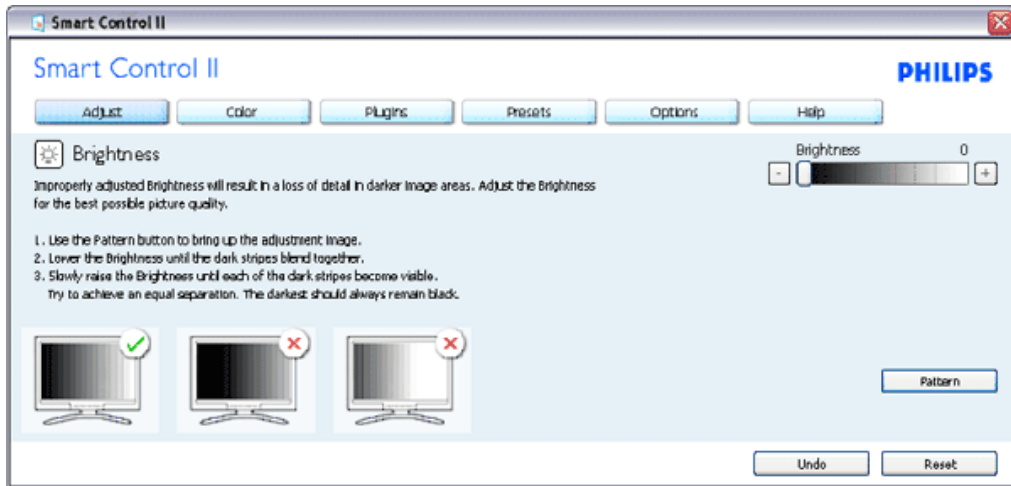 Smart Control II
Smart Control II
PHILIPS
Adjust Color Plugins Presets Options Help
Brightness
Brightness 0
- +
Improperly adjusted Brightness will result in a loss of detail in darker image areas. Adjust the Brightness
for the best possible picture quality.
1. Use the Pattern button to bring up the adjustment image.
2. Lower the Brightness until the dark stripes blend together.
3. Slowly raise the Brightness until each of the dark stripes become visible.
Try to achieve an equal separation. The darkest should always remain black.
Pattern
Undo Reset